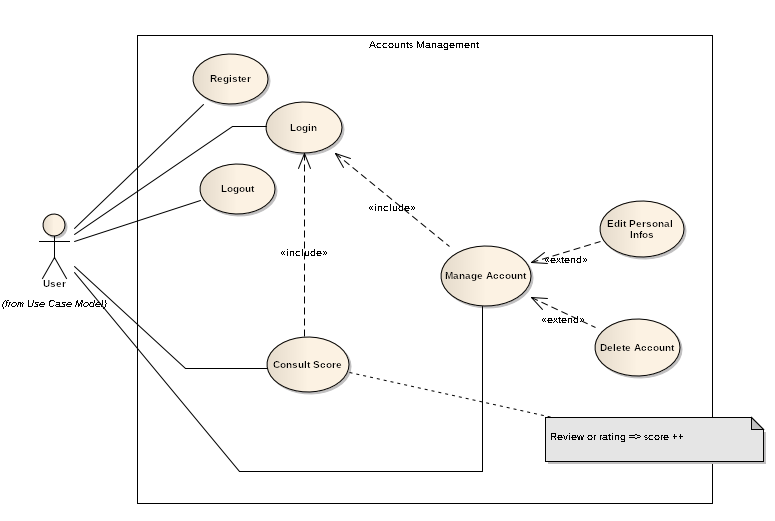 Accounts Management
Register
Login
Logout
«include»
Edit Personal
Infos
«include»
«extend»
Manage Account
User
(from Use Case Model)
«extend»
Delete Account
Consult Score
Review or rating => score ++